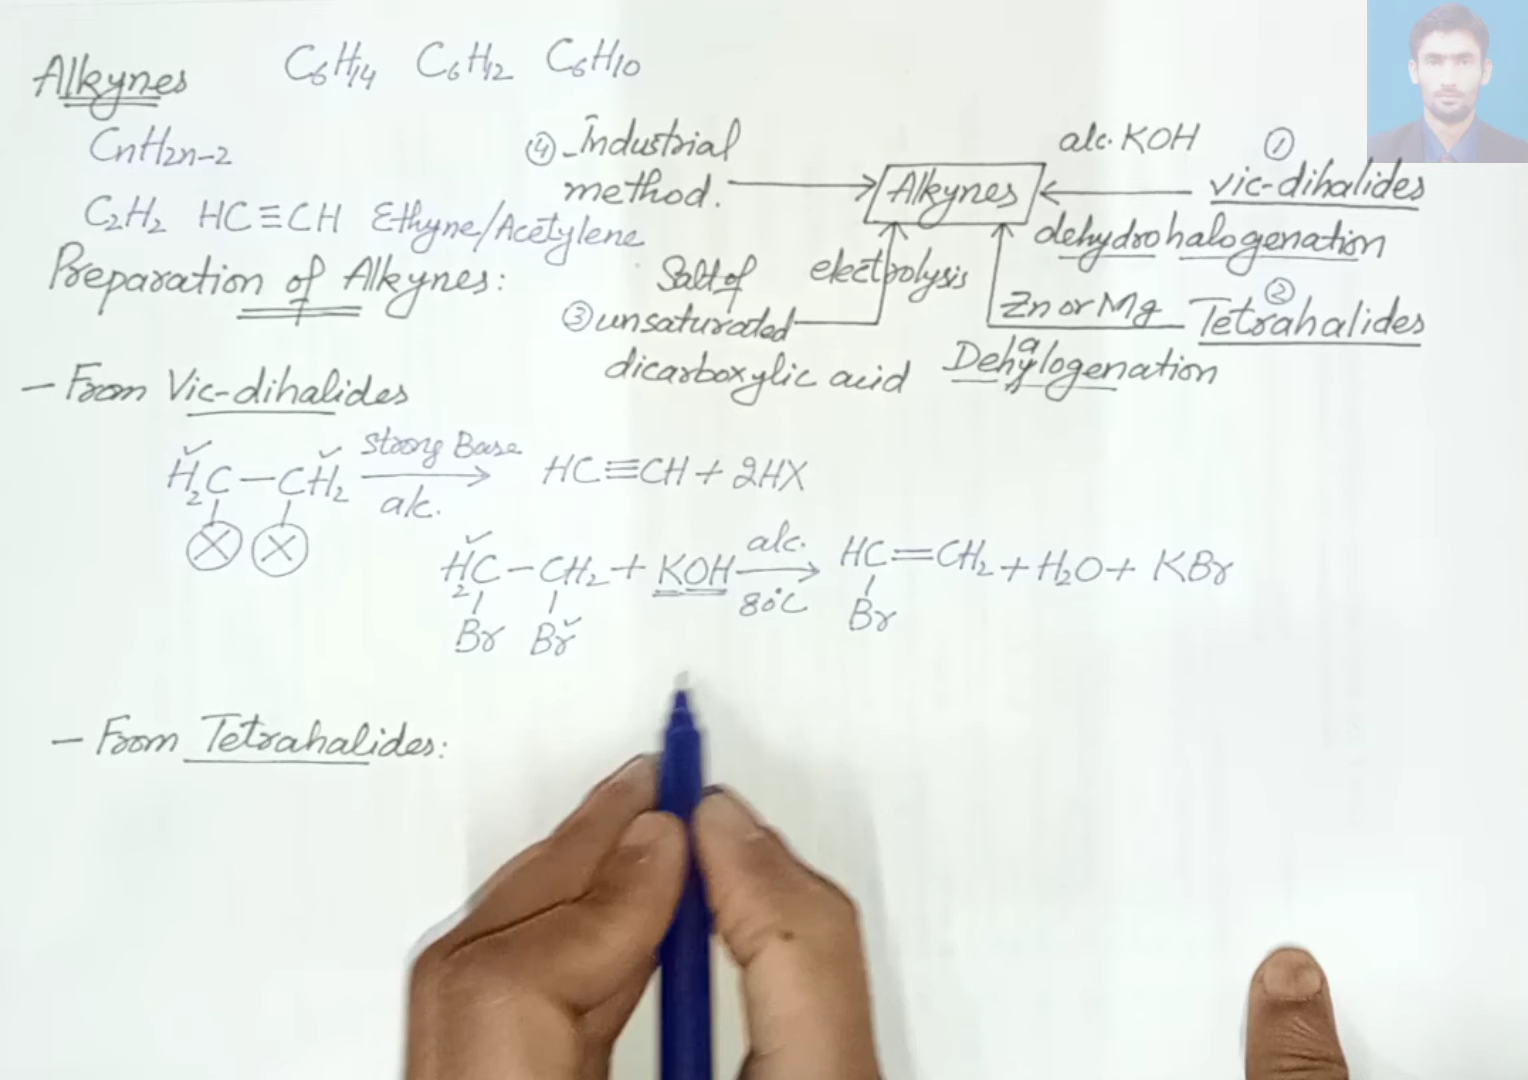 Alkynes C6H14 C6H12 C6H10
CnH2n-2
C2H2 HC≡CH Ethyne/Acetylene
Preparation of Alkynes:
④ - Industrial
method.
Alkynes
alc. KOH ①
vic-dihalides
dehydrohalogenation
electrolysis
Salt of
③ unsaturated
dicarboxylic acid
②
Zn or Mg Tetrahalides
Dehalogenation
- From Vic-dihalides
H2C - CH2 Strong Base HC≡CH + 2HX
alc.
X X
H2C - CH2 + KOH alc. HC=CH2 + H2O + KBr
80°C
Br Br Br
- From Tetrahalides: